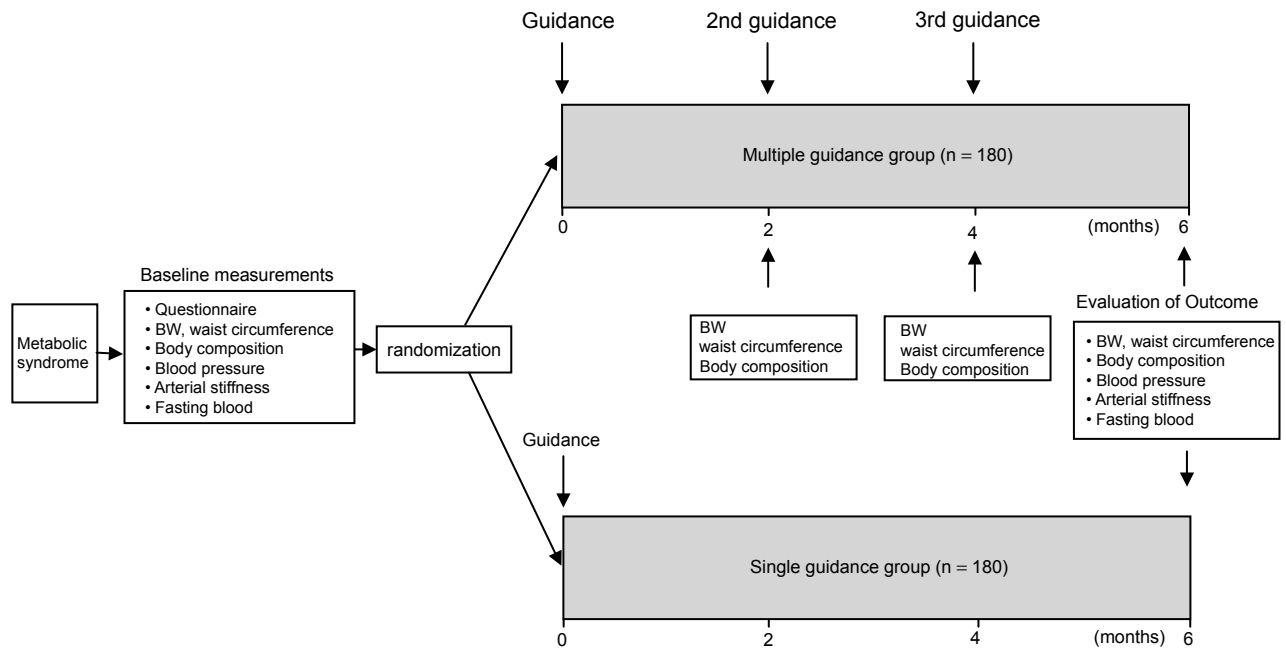 Guidance
2nd guidance
3rd guidance
Multiple guidance group (n = 180)
0
2
4
(months)
6
Baseline measurements
Metabolic
syndrome
• Questionnaire
• BW, waist circumference
• Body composition
• Blood pressure
• Arterial stiffness
• Fasting blood
randomization
BW
waist circumference
Body composition
BW
waist circumference
Body composition
Evaluation of Outcome
• BW, waist circumference
• Body composition
• Blood pressure
• Arterial stiffness
• Fasting blood
Guidance
Single guidance group (n = 180)
0
2
4
(months)
6